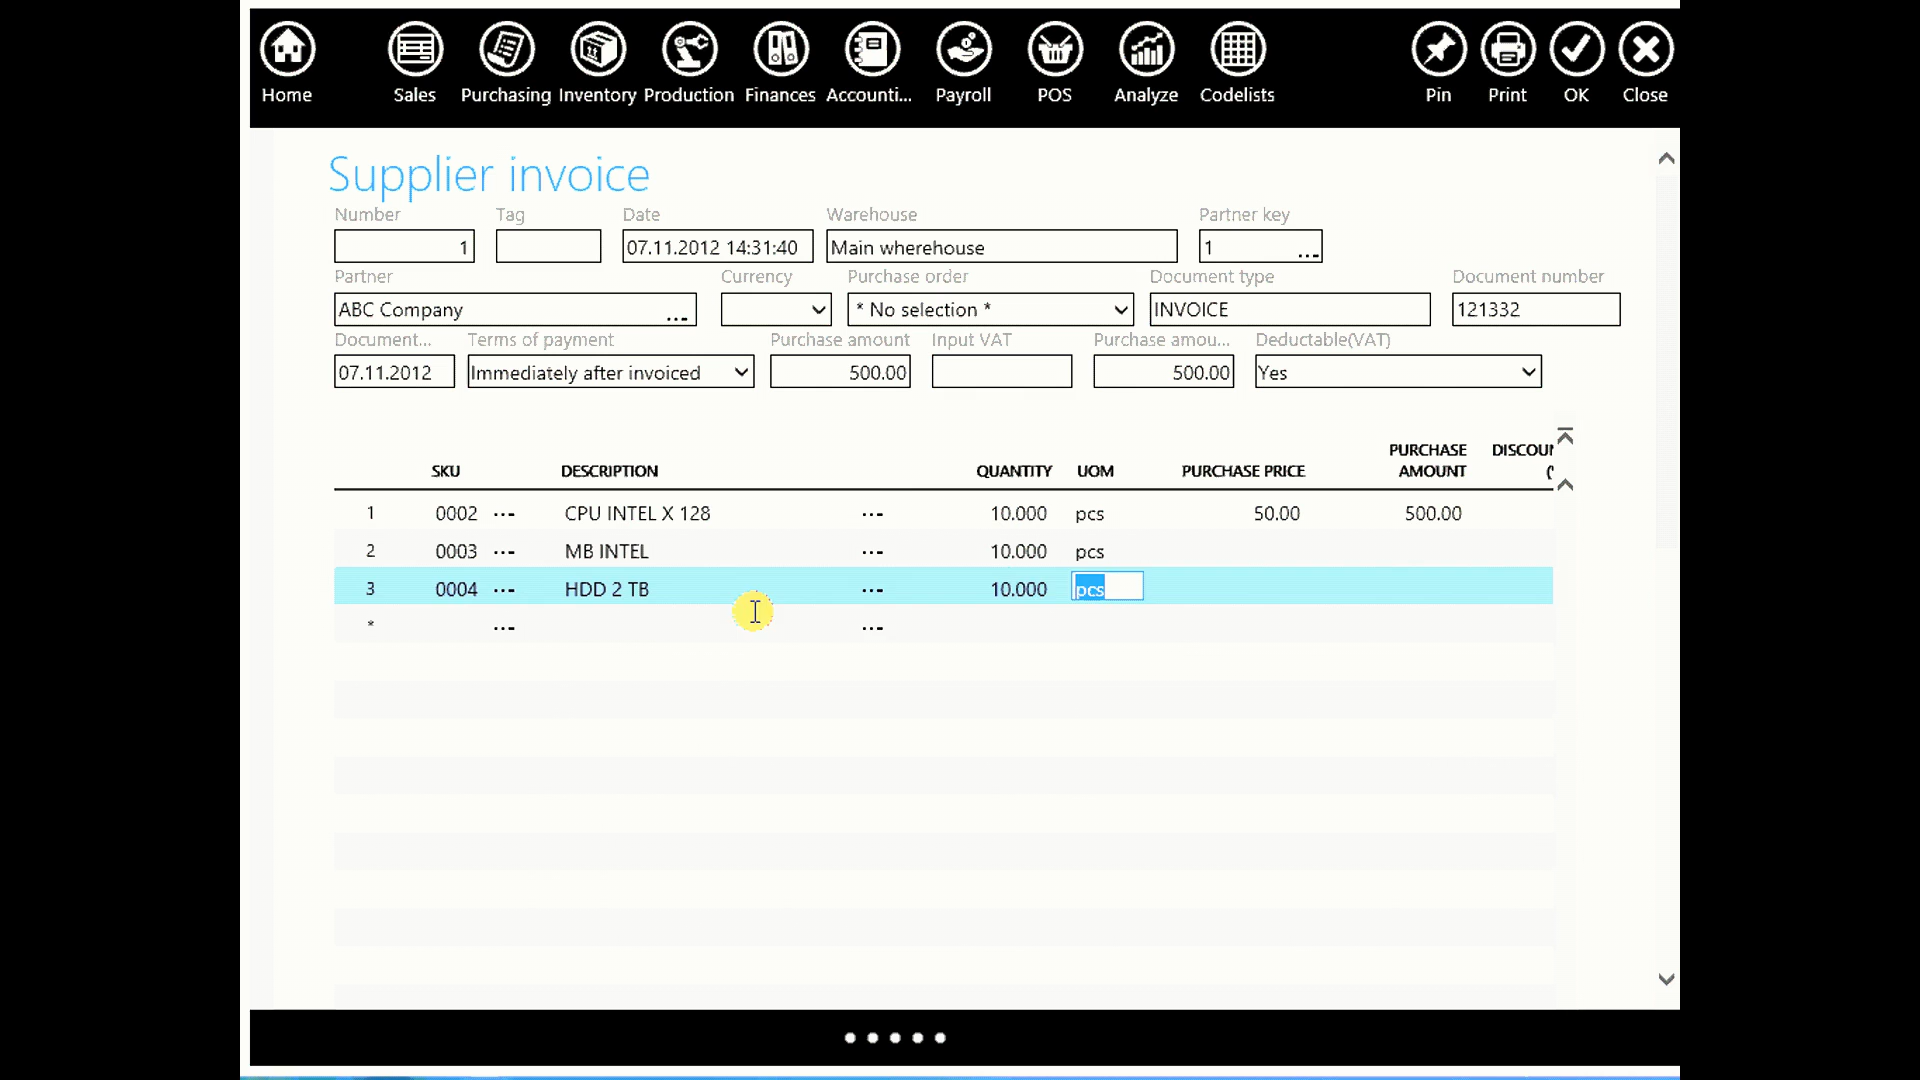 Home Sales Purchasing Inventory Production Finances Accounti... Payroll POS Analyze Codelists Pin Print OK Close
Supplier invoice
Number Tag Date Warehouse Partner key
1 07.11.2012 14:31:40 Main wherehouse 1 ...
Partner Currency Purchase order Document type Document number
ABC Company ... * No selection * INVOICE 121332
Document... Terms of payment Purchase amount Input VAT Purchase amou... Deductable(VAT)
07.11.2012 Immediately after invoiced 500.00 500.00 Yes
SKU DESCRIPTION QUANTITY UOM PURCHASE PRICE PURCHASE AMOUNT
1 0002 ... CPU INTEL X 128 ... 10.000 pcs 50.00 500.00
2 0003 ... MB INTEL ... 10.000 pcs
3 0004 ... HDD 2 TB ... 10.000 pcs
* ... ...